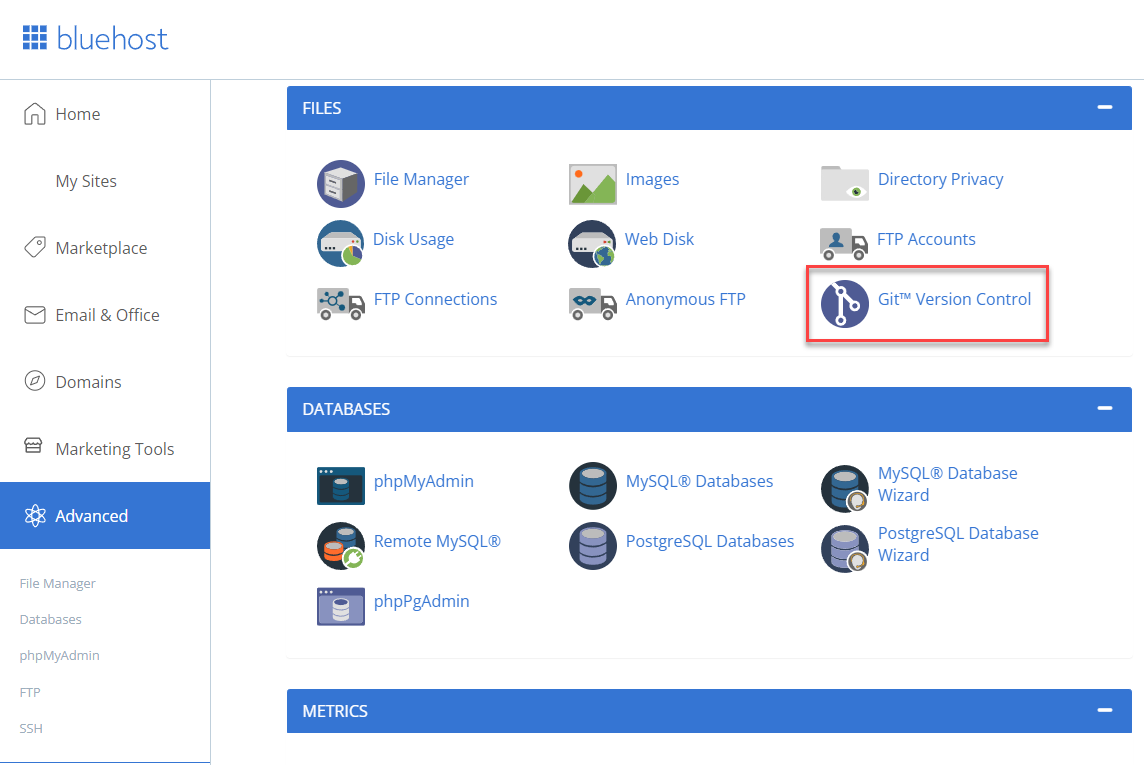 bluehost
Home
My Sites
Marketplace
Email & Office
Domains
Marketing Tools
Advanced
File Manager
Databases
phpMyAdmin
FTP
SSH
FILES
File Manager
Images
Directory Privacy
Disk Usage
Web Disk
FTP Accounts
FTP Connections
Anonymous FTP
Git™ Version Control
DATABASES
phpMyAdmin
MySQL® Databases
MySQL® Database
Wizard
Remote MySQL®
PostgreSQL Databases
PostgreSQL Database
Wizard
phpPgAdmin
METRICS